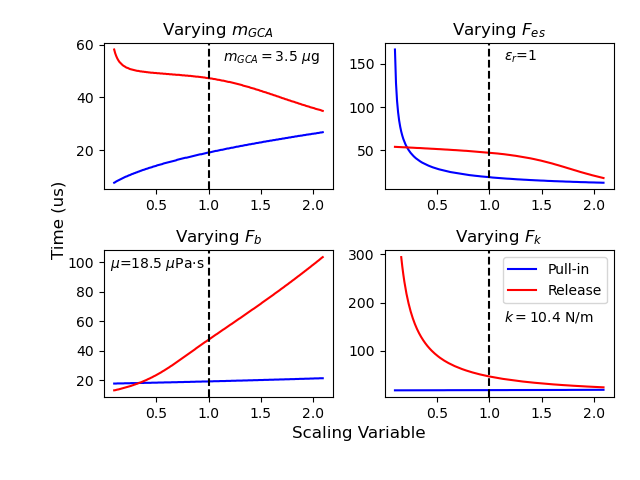 Varying $m_{GCA}$
Varying $F_{es}$
60
40
20
0.5 1.0 1.5 2.0
$m_{GCA}=3.5\ \mu$g
150
100
50
0.5 1.0 1.5 2.0
$\epsilon_r$=1
Time (us)
Varying $F_b$
Varying $F_k$
100
80
60
40
20
0.5 1.0 1.5 2.0
$\mu$=18.5 $\mu$Pa·s
300
200
100
0.5 1.0 1.5 2.0
Pull-in
Release
$k=10.4$ N/m
Scaling Variable